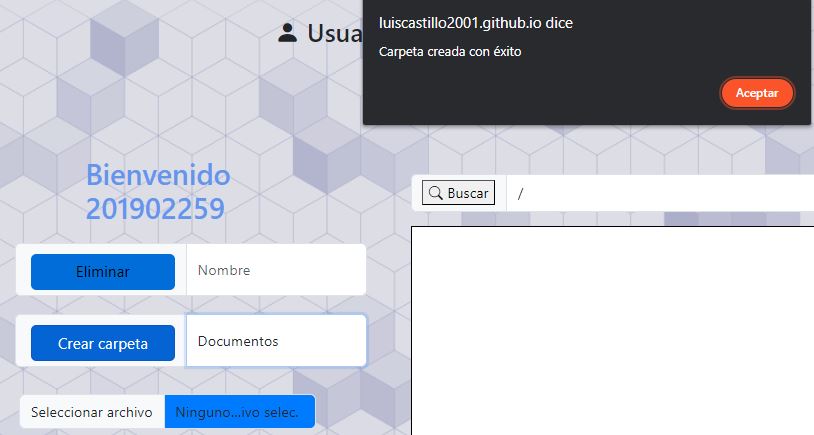 Usua
luiscastillo2001.github.io dice
Carpeta creada con éxito
Aceptar
Bienvenido
201902259
Buscar
/
Eliminar
Nombre
Crear carpeta
Documentos
Seleccionar archivo
Ninguno...ivo selec.